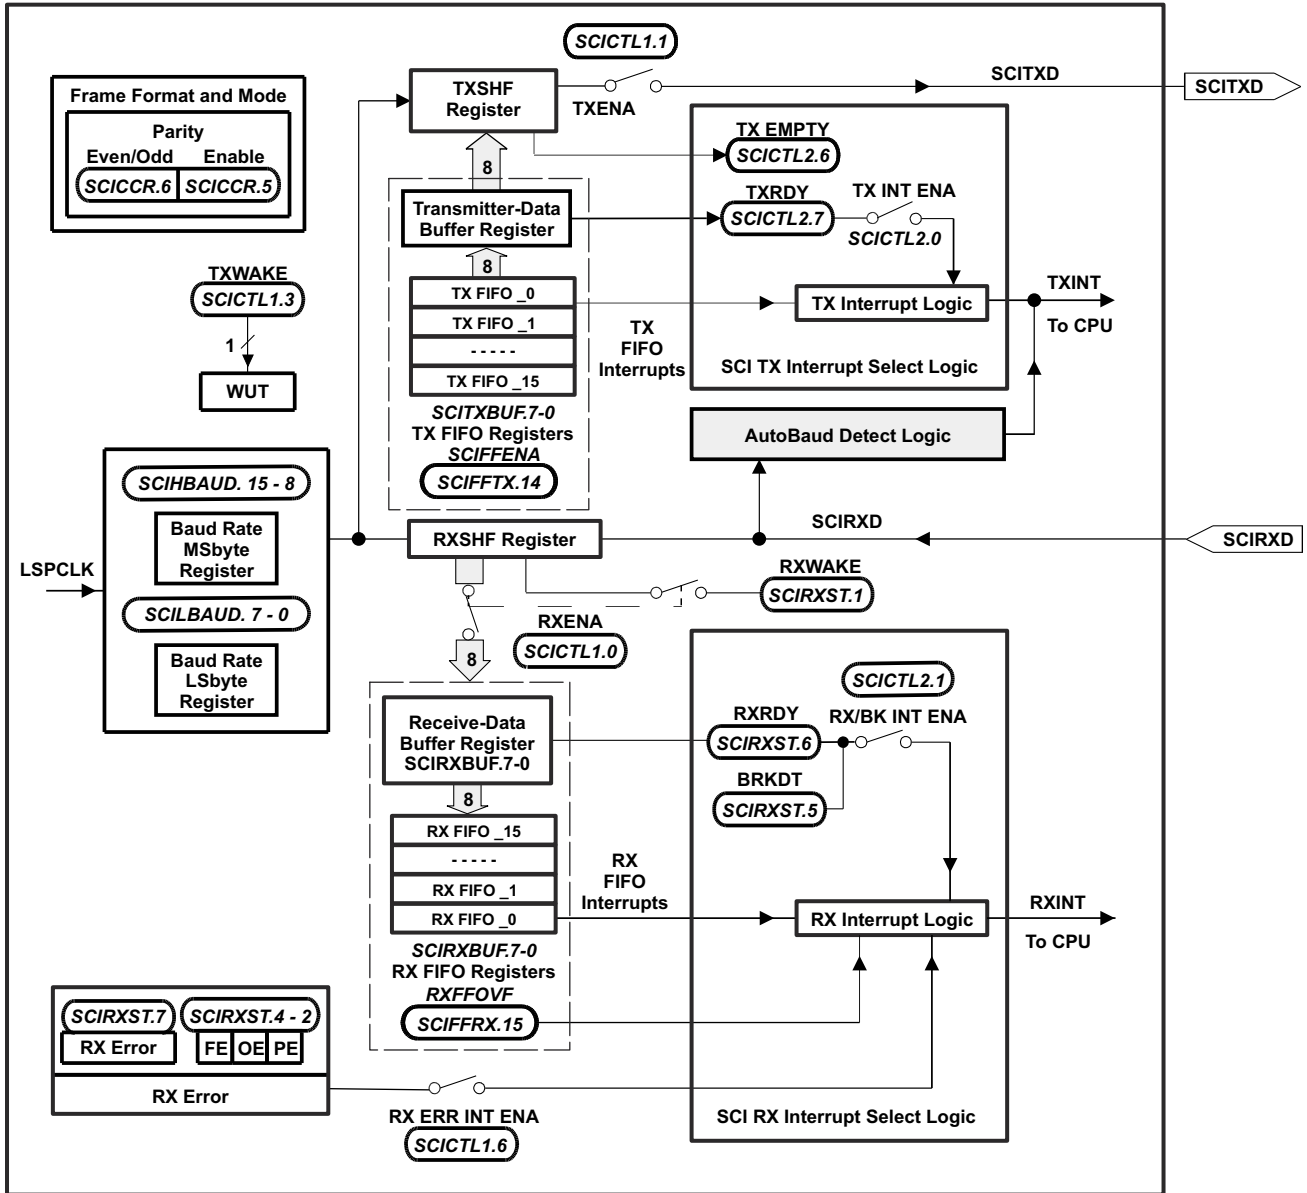 SCICTL1.1
Frame Format and Mode
Parity
Even/Odd Enable
SCICCR.6 SCICCR.5
TXSHF
Register
TXENA
SCITXD
SCITXD
8
TX EMPTY
SCICTL2.6
Transmitter-Data
Buffer Register
TXRDY
SCICTL2.7
TX INT ENA
SCICTL2.0
8
TXWAKE
SCICTL1.3
1
WUT
TX FIFO _0
TX FIFO _1
- - - - -
TX FIFO _15
TX
FIFO
Interrupts
TX Interrupt Logic
TXINT
To CPU
SCI TX Interrupt Select Logic
SCITXBUF.7-0
TX FIFO Registers
SCIFFENA
SCIFFTX.14
AutoBaud Detect Logic
LSPCLK
SCIHBAUD. 15 - 8
Baud Rate
MSbyte
Register
SCILBAUD. 7 - 0
Baud Rate
LSbyte
Register
RXSHF Register
SCIRXD
SCIRXD
RXWAKE
SCIRXST.1
RXENA
SCICTL1.0
8
SCICTL2.1
Receive-Data
Buffer Register
SCIRXBUF.7-0
RXRDY
SCIRXST.6
RX/BK INT ENA
BRKDT
SCIRXST.5
8
RX FIFO _15
- - - - -
RX FIFO _1
RX FIFO _0
RX
FIFO
Interrupts
RX Interrupt Logic
RXINT
To CPU
SCIRXBUF.7-0
RX FIFO Registers
RXFFOVF
SCIFFRX.15
SCIRXST.7 SCIRXST.4 - 2
RX Error FE OE PE
RX Error
RX ERR INT ENA
SCICTL1.6
SCI RX Interrupt Select Logic